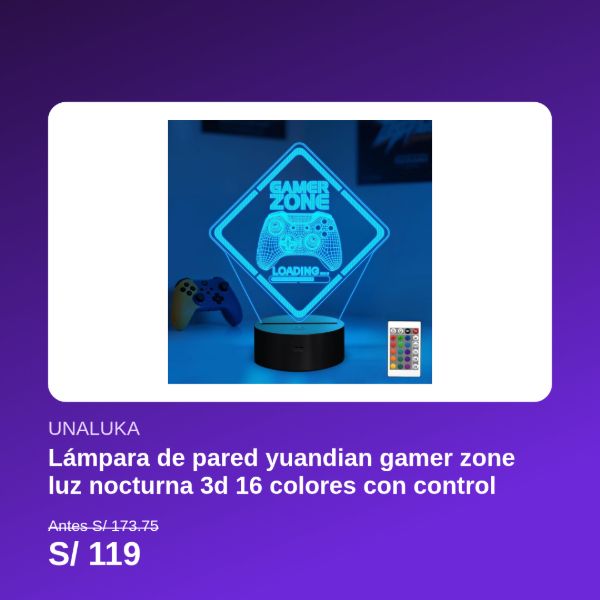 GAMER
ZONE
LOADING...
UNALUKA
Lámpara de pared yuandian gamer zone
luz nocturna 3d 16 colores con control
Antes S/ 173.75
S/ 119